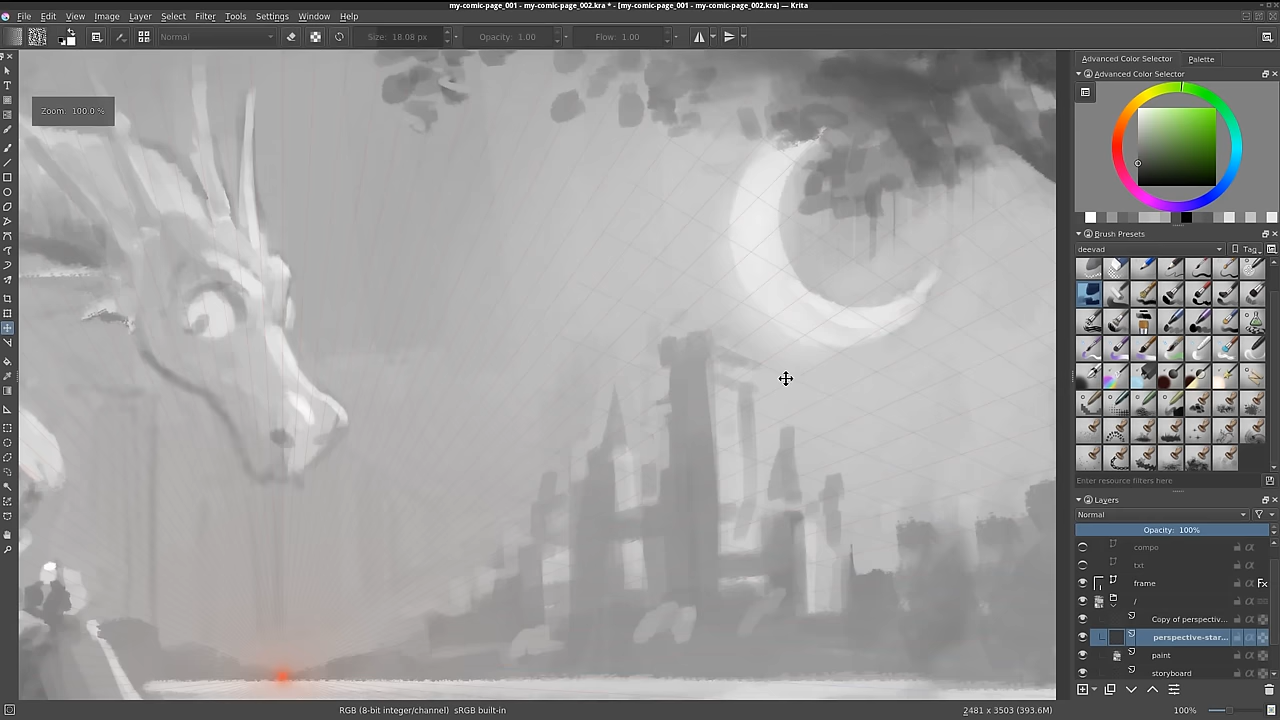 my-comic-page_001 - my-comic-page_002.kra * - [my-comic-page_001 - my-comic-page_002.kra] — Krita
File Edit View Image Layer Select Filter Tools Settings Window Help
Normal Size: 18.08 px Opacity: 1.00 Flow: 1.00
Advanced Color Selector Palette
Advanced Color Selector
Zoom: 100.0 %
Brush Presets
deevad Tag
Enter resource filters here
Layers
Normal
Opacity: 100%
compo
txt
frame Fx
/
Copy of perspectiv...
perspective-star...
paint
storyboard
RGB (8-bit integer/channel) sRGB built-in 2481 x 3503 (393.6M) 100%